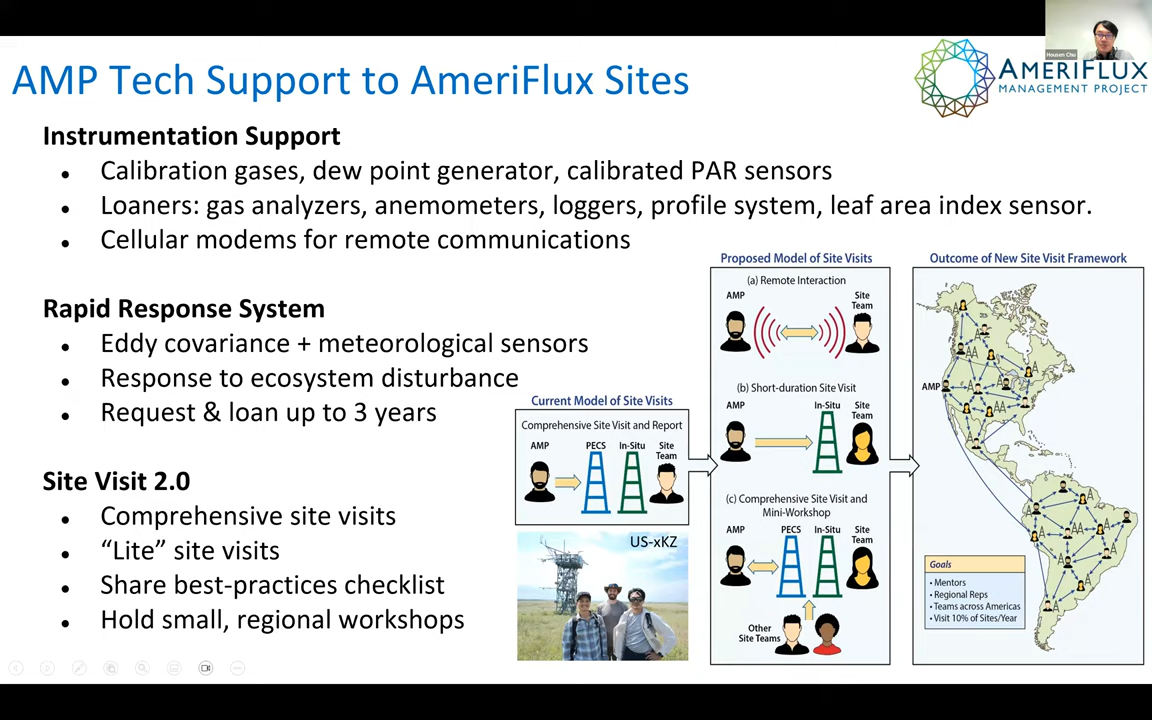 Housen Chu
AMP Tech Support to AmeriFlux Sites
AMERIFLUX
MANAGEMENT PROJECT
Instrumentation Support
• Calibration gases, dew point generator, calibrated PAR sensors
• Loaners: gas analyzers, anemometers, loggers, profile system, leaf area index sensor.
• Cellular modems for remote communications
Rapid Response System
• Eddy covariance + meteorological sensors
• Response to ecosystem disturbance
• Request & loan up to 3 years
Site Visit 2.0
• Comprehensive site visits
• “Lite” site visits
• Share best-practices checklist
• Hold small, regional workshops
Current Model of Site Visits
Comprehensive Site Visit and Report
AMP
PECS
In-Situ
Site
Team
US-xKZ
Proposed Model of Site Visits
(a) Remote Interaction
AMP
Site
Team
(b) Short-duration Site Visit
AMP
In-Situ
Site
Team
(c) Comprehensive Site Visit and
Mini-Workshop
AMP
PECS
In-Situ
Site
Team
Other
Site Teams
Outcome of New Site Visit Framework
AMP
Goals
• Mentors
• Regional Reps
• Teams across Americas
• Visit 10% of Sites/Year